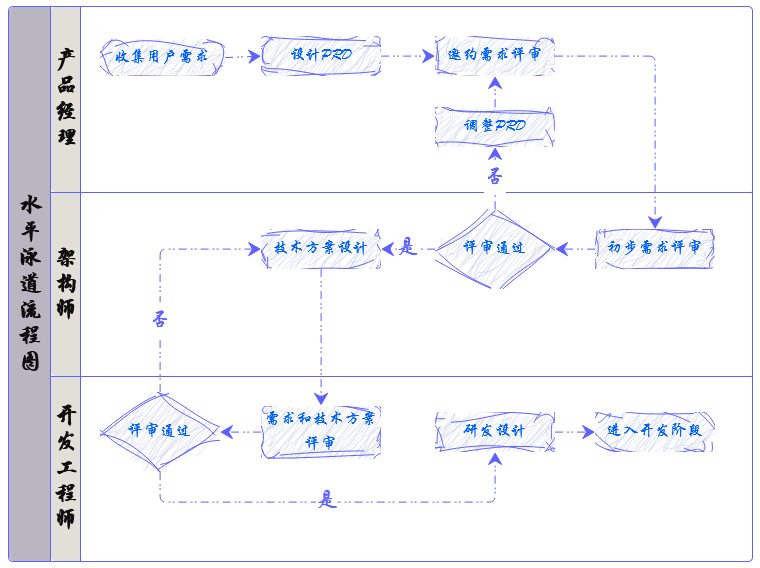 水平泳道流程图
产品经理
收集用户需求
设计PRD
邀约需求评审
调整PRD
否
架构师
技术方案设计
是
评审通过
初步需求评审
否
开发工程师
评审通过
需求和技术方案
评审
研发设计
进入开发阶段
是